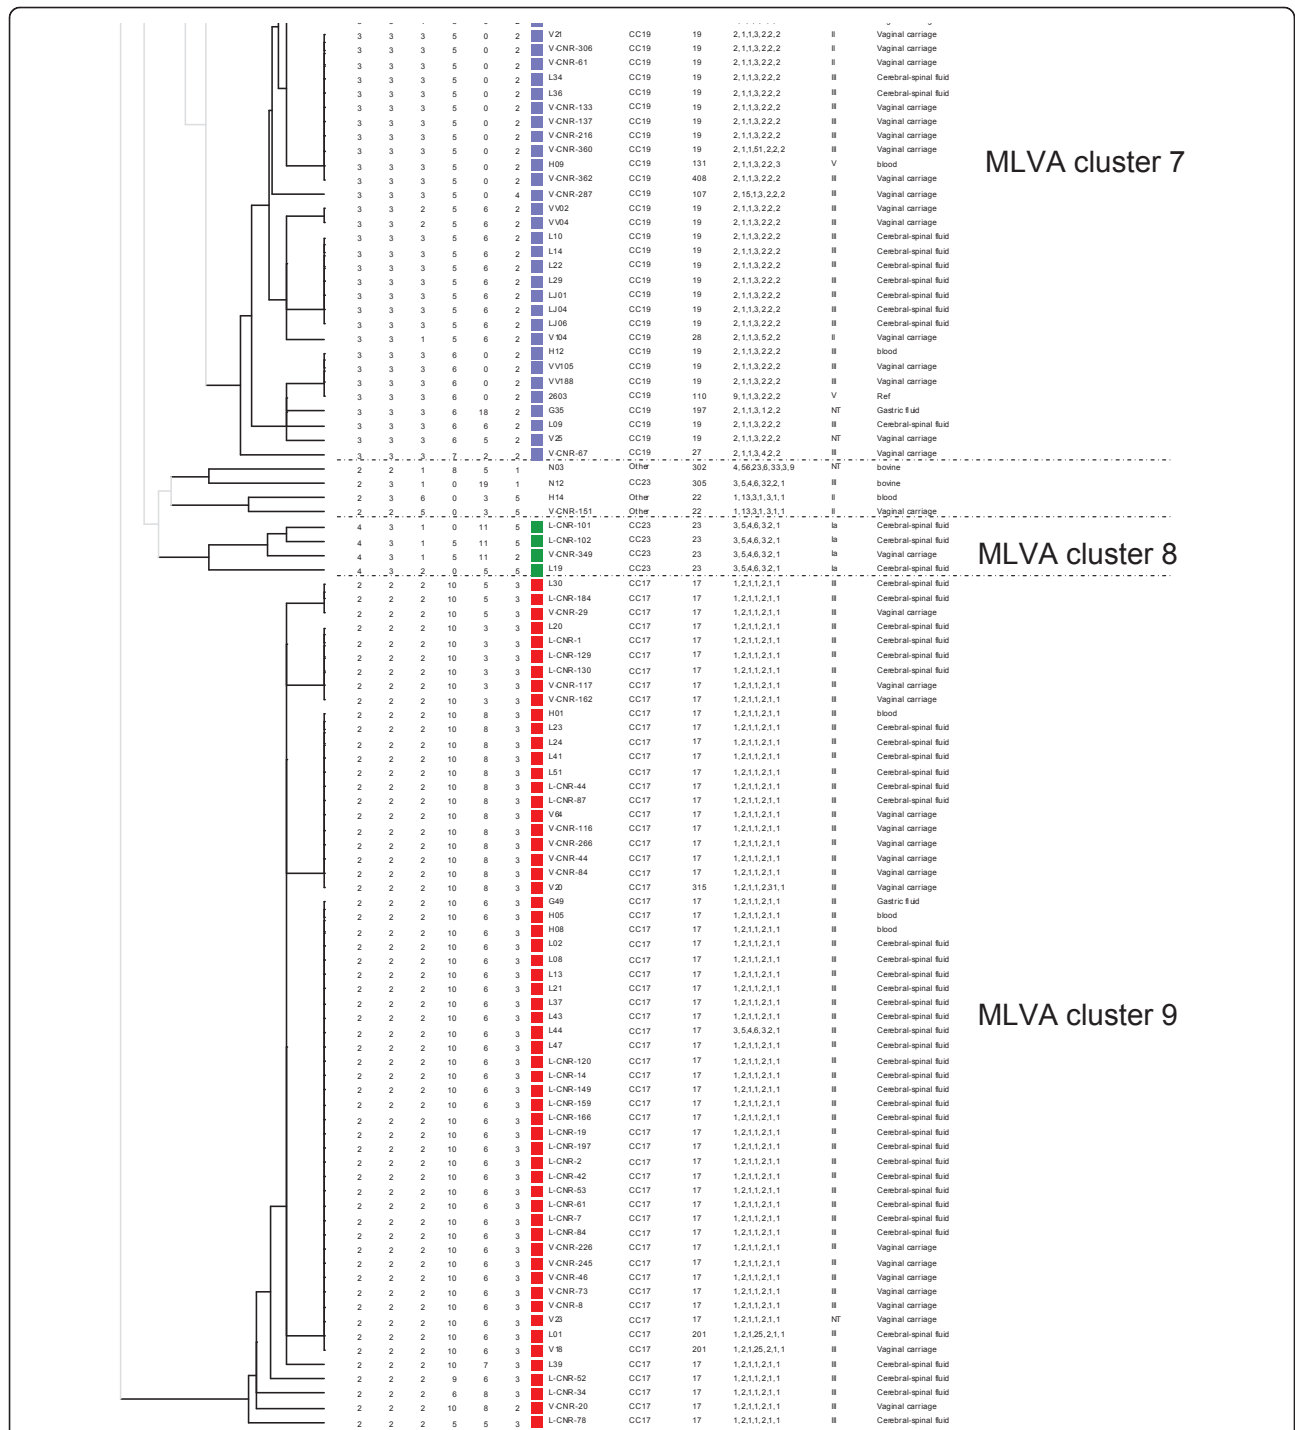 3 3 3 5 0 2 V21 CC19 19 2,1,1,3,2,2,2 II Vaginal carriage
3 3 3 5 0 2 V-CNR-306 CC19 19 2,1,1,3,2,2,2 II Vaginal carriage
3 3 3 5 0 2 V-CNR-61 CC19 19 2,1,1,3,2,2,2 II Vaginal carriage
3 3 3 5 0 2 L34 CC19 19 2,1,1,3,2,2,2 III Cerebral-spinal fluid
3 3 3 5 0 2 L36 CC19 19 2,1,1,3,2,2,2 III Cerebral-spinal fluid
3 3 3 5 0 2 V-CNR-133 CC19 19 2,1,1,3,2,2,2 III Vaginal carriage
3 3 3 5 0 2 V-CNR-137 CC19 19 2,1,1,3,2,2,2 III Vaginal carriage
3 3 3 5 0 2 V-CNR-216 CC19 19 2,1,1,3,2,2,2 III Vaginal carriage
3 3 3 5 0 2 V-CNR-360 CC19 19 2,1,1,51,2,2,2 III Vaginal carriage
MLVA cluster 7
3 3 3 5 0 2 H09 CC19 131 2,1,1,3,2,2,3 V blood
3 3 3 5 0 2 V-CNR-362 CC19 408 2,1,1,3,2,2,2 III Vaginal carriage
3 3 3 5 0 4 V-CNR-287 CC19 107 2,15,1,3,2,2,2 III Vaginal carriage
3 3 2 5 6 2 VV02 CC19 19 2,1,1,3,2,2,2 III Vaginal carriage
3 3 2 5 6 2 VV04 CC19 19 2,1,1,3,2,2,2 III Vaginal carriage
3 3 3 5 6 2 L10 CC19 19 2,1,1,3,2,2,2 III Cerebral-spinal fluid
3 3 3 5 6 2 L14 CC19 19 2,1,1,3,2,2,2 III Cerebral-spinal fluid
3 3 3 5 6 2 L22 CC19 19 2,1,1,3,2,2,2 III Cerebral-spinal fluid
3 3 3 5 6 2 L29 CC19 19 2,1,1,3,2,2,2 III Cerebral-spinal fluid
3 3 3 5 6 2 LJ01 CC19 19 2,1,1,3,2,2,2 III Cerebral-spinal fluid
3 3 3 5 6 2 LJ04 CC19 19 2,1,1,3,2,2,2 III Cerebral-spinal fluid
3 3 3 5 6 2 LJ06 CC19 19 2,1,1,3,2,2,2 III Cerebral-spinal fluid
3 3 1 5 6 2 V104 CC19 28 2,1,1,3,5,2,2 II Vaginal carriage
3 3 3 6 0 2 H12 CC19 19 2,1,1,3,2,2,2 III blood
3 3 3 6 0 2 VV105 CC19 19 2,1,1,3,2,2,2 III Vaginal carriage
3 3 3 6 0 2 VV188 CC19 19 2,1,1,3,2,2,2 III Vaginal carriage
3 3 3 6 0 2 2603 CC19 110 9,1,1,3,2,2,2 V Ref
3 3 3 6 18 2 G35 CC19 197 2,1,1,3,1,2,2 NT Gastric fluid
3 3 3 6 6 2 L09 CC19 19 2,1,1,3,2,2,2 III Cerebral-spinal fluid
3 3 3 6 5 2 V25 CC19 19 2,1,1,3,2,2,2 NT Vaginal carriage
3 3 3 7 2 2 V-CNR-67 CC19 27 2,1,1,3,4,2,2 III Vaginal carriage
2 2 1 8 5 1 N03 Other 302 4,56,23,6,33,3,9 NT bovine
2 3 1 0 19 1 N12 CC23 305 3,5,4,6,32,2,1 III bovine
2 3 6 0 3 5 H14 Other 22 1,13,3,1,3,1,1 II blood
2 2 5 0 3 5 V-CNR-151 Other 22 1,13,3,1,3,1,1 II Vaginal carriage
4 3 1 0 11 5 L-CNR-101 CC23 23 3,5,4,6,3,2,1 Ia Cerebral-spinal fluid
4 3 1 5 11 5 L-CNR-102 CC23 23 3,5,4,6,3,2,1 Ia Cerebral-spinal fluid
4 3 1 5 11 2 V-CNR-349 CC23 23 3,5,4,6,3,2,1 Ia Vaginal carriage
MLVA cluster 8
4 3 2 0 5 5 L19 CC23 23 3,5,4,6,3,2,1 Ia Cerebral-spinal fluid
2 2 2 10 5 3 L30 CC17 17 1,2,1,1,2,1,1 III Cerebral-spinal fluid
2 2 2 10 5 3 L-CNR-184 CC17 17 1,2,1,1,2,1,1 III Cerebral-spinal fluid
2 2 2 10 5 3 V-CNR-29 CC17 17 1,2,1,1,2,1,1 III Vaginal carriage
2 2 2 10 3 3 L20 CC17 17 1,2,1,1,2,1,1 III Cerebral-spinal fluid
2 2 2 10 3 3 L-CNR-1 CC17 17 1,2,1,1,2,1,1 III Cerebral-spinal fluid
2 2 2 10 3 3 L-CNR-129 CC17 17 1,2,1,1,2,1,1 III Cerebral-spinal fluid
2 2 2 10 3 3 L-CNR-130 CC17 17 1,2,1,1,2,1,1 III Cerebral-spinal fluid
2 2 2 10 3 3 V-CNR-117 CC17 17 1,2,1,1,2,1,1 III Vaginal carriage
2 2 2 10 3 3 V-CNR-162 CC17 17 1,2,1,1,2,1,1 III Vaginal carriage
2 2 2 10 8 3 H01 CC17 17 1,2,1,1,2,1,1 III blood
2 2 2 10 8 3 L23 CC17 17 1,2,1,1,2,1,1 III Cerebral-spinal fluid
2 2 2 10 8 3 L24 CC17 17 1,2,1,1,2,1,1 III Cerebral-spinal fluid
2 2 2 10 8 3 L41 CC17 17 1,2,1,1,2,1,1 III Cerebral-spinal fluid
2 2 2 10 8 3 L51 CC17 17 1,2,1,1,2,1,1 III Cerebral-spinal fluid
2 2 2 10 8 3 L-CNR-44 CC17 17 1,2,1,1,2,1,1 III Cerebral-spinal fluid
2 2 2 10 8 3 L-CNR-87 CC17 17 1,2,1,1,2,1,1 III Cerebral-spinal fluid
2 2 2 10 8 3 V64 CC17 17 1,2,1,1,2,1,1 III Vaginal carriage
2 2 2 10 8 3 V-CNR-116 CC17 17 1,2,1,1,2,1,1 III Vaginal carriage
2 2 2 10 8 3 V-CNR-266 CC17 17 1,2,1,1,2,1,1 III Vaginal carriage
2 2 2 10 8 3 V-CNR-44 CC17 17 1,2,1,1,2,1,1 III Vaginal carriage
2 2 2 10 8 3 V-CNR-84 CC17 17 1,2,1,1,2,1,1 III Vaginal carriage
2 2 2 10 8 3 V20 CC17 315 1,2,1,1,2,31,1 III Vaginal carriage
2 2 2 10 6 3 G49 CC17 17 1,2,1,1,2,1,1 III Gastric fluid
2 2 2 10 6 3 H05 CC17 17 1,2,1,1,2,1,1 III blood
2 2 2 10 6 3 H08 CC17 17 1,2,1,1,2,1,1 III blood
2 2 2 10 6 3 L02 CC17 17 1,2,1,1,2,1,1 III Cerebral-spinal fluid
2 2 2 10 6 3 L08 CC17 17 1,2,1,1,2,1,1 III Cerebral-spinal fluid
2 2 2 10 6 3 L13 CC17 17 1,2,1,1,2,1,1 III Cerebral-spinal fluid
2 2 2 10 6 3 L21 CC17 17 1,2,1,1,2,1,1 III Cerebral-spinal fluid
2 2 2 10 6 3 L37 CC17 17 1,2,1,1,2,1,1 III Cerebral-spinal fluid
2 2 2 10 6 3 L43 CC17 17 1,2,1,1,2,1,1 III Cerebral-spinal fluid
MLVA cluster 9
2 2 2 10 6 3 L44 CC17 17 3,5,4,6,3,2,1 III Cerebral-spinal fluid
2 2 2 10 6 3 L47 CC17 17 1,2,1,1,2,1,1 III Cerebral-spinal fluid
2 2 2 10 6 3 L-CNR-120 CC17 17 1,2,1,1,2,1,1 III Cerebral-spinal fluid
2 2 2 10 6 3 L-CNR-14 CC17 17 1,2,1,1,2,1,1 III Cerebral-spinal fluid
2 2 2 10 6 3 L-CNR-149 CC17 17 1,2,1,1,2,1,1 III Cerebral-spinal fluid
2 2 2 10 6 3 L-CNR-159 CC17 17 1,2,1,1,2,1,1 III Cerebral-spinal fluid
2 2 2 10 6 3 L-CNR-166 CC17 17 1,2,1,1,2,1,1 III Cerebral-spinal fluid
2 2 2 10 6 3 L-CNR-19 CC17 17 1,2,1,1,2,1,1 III Cerebral-spinal fluid
2 2 2 10 6 3 L-CNR-197 CC17 17 1,2,1,1,2,1,1 III Cerebral-spinal fluid
2 2 2 10 6 3 L-CNR-2 CC17 17 1,2,1,1,2,1,1 III Cerebral-spinal fluid
2 2 2 10 6 3 L-CNR-42 CC17 17 1,2,1,1,2,1,1 III Cerebral-spinal fluid
2 2 2 10 6 3 L-CNR-53 CC17 17 1,2,1,1,2,1,1 III Cerebral-spinal fluid
2 2 2 10 6 3 L-CNR-61 CC17 17 1,2,1,1,2,1,1 III Cerebral-spinal fluid
2 2 2 10 6 3 L-CNR-7 CC17 17 1,2,1,1,2,1,1 III Cerebral-spinal fluid
2 2 2 10 6 3 L-CNR-84 CC17 17 1,2,1,1,2,1,1 III Cerebral-spinal fluid
2 2 2 10 6 3 V-CNR-226 CC17 17 1,2,1,1,2,1,1 III Vaginal carriage
2 2 2 10 6 3 V-CNR-245 CC17 17 1,2,1,1,2,1,1 III Vaginal carriage
2 2 2 10 6 3 V-CNR-46 CC17 17 1,2,1,1,2,1,1 III Vaginal carriage
2 2 2 10 6 3 V-CNR-73 CC17 17 1,2,1,1,2,1,1 III Vaginal carriage
2 2 2 10 6 3 V-CNR-8 CC17 17 1,2,1,1,2,1,1 III Vaginal carriage
2 2 2 10 6 3 V23 CC17 17 1,2,1,1,2,1,1 NT Vaginal carriage
2 2 2 10 6 3 L01 CC17 201 1,2,1,25,2,1,1 III Cerebral-spinal fluid
2 2 2 10 6 3 V18 CC17 201 1,2,1,25,2,1,1 III Vaginal carriage
2 2 2 10 7 3 L39 CC17 17 1,2,1,1,2,1,1 III Cerebral-spinal fluid
2 2 2 9 6 3 L-CNR-52 CC17 17 1,2,1,1,2,1,1 III Cerebral-spinal fluid
2 2 2 6 8 3 L-CNR-34 CC17 17 1,2,1,1,2,1,1 III Cerebral-spinal fluid
2 2 2 10 8 2 V-CNR-20 CC17 17 1,2,1,1,2,1,1 III Vaginal carriage
2 2 2 5 5 3 L-CNR-78 CC17 17 1,2,1,1,2,1,1 III Cerebral-spinal fluid